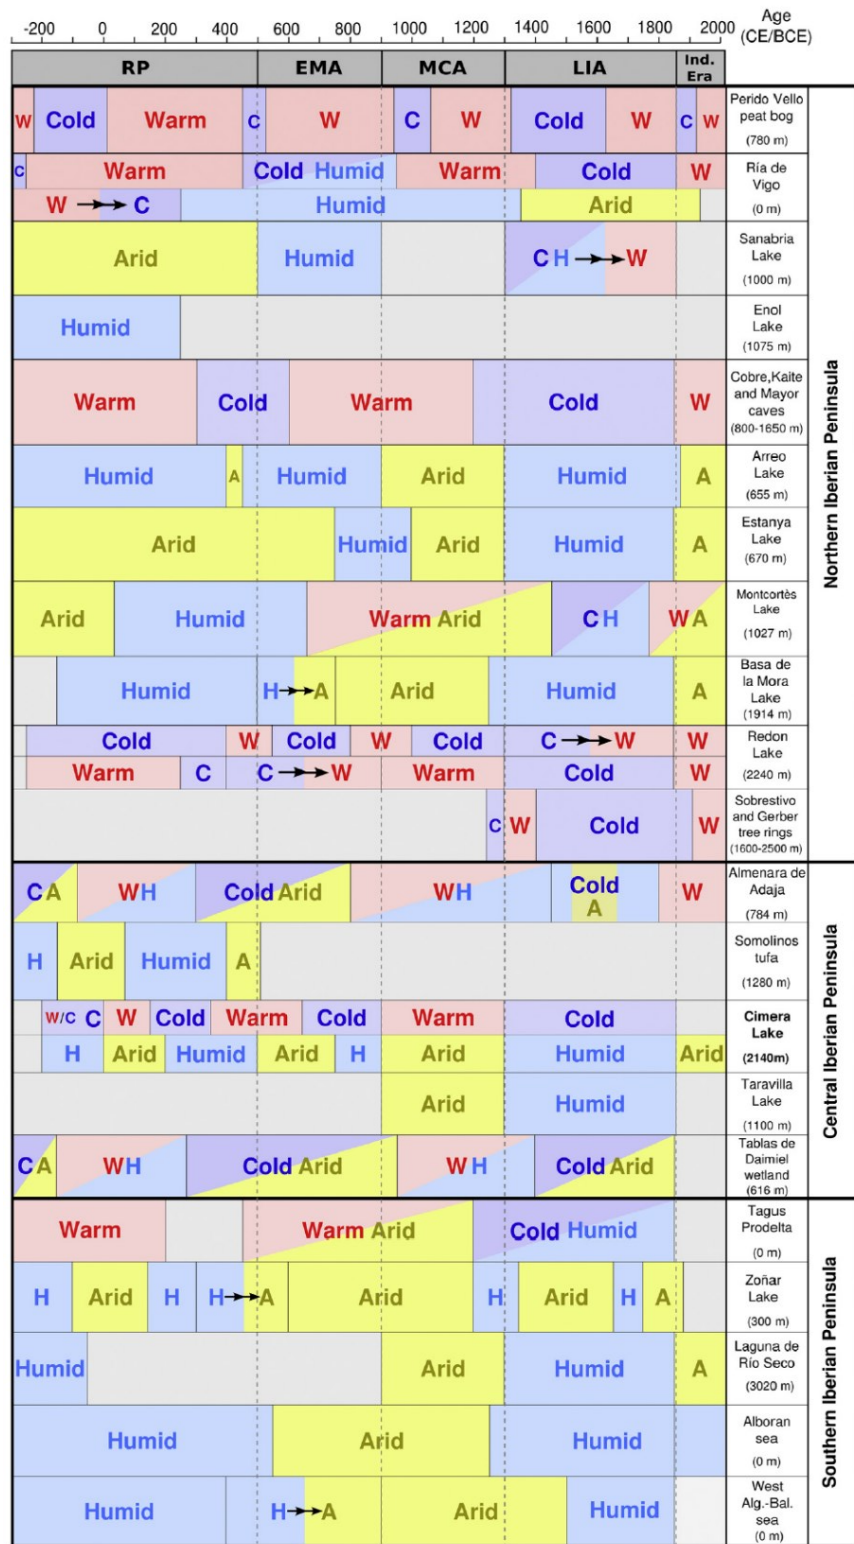 -200 0 200 400 600 800 1000 1200 1400 1600 1800 2000 Age
(CE/BCE)
RP EMA MCA LIA Ind.
Era
W Cold Warm C W C W Cold W C W Perido Vello
peat bog
(780 m)
C Warm Cold Humid Warm Cold W Ría de
Vigo
W C Humid Arid (0 m)
Arid Humid C H W Sanabria
Lake
(1000 m)
Humid Enol
Lake
(1075 m)
Warm Cold Warm Cold W Cobre,Kaite
and Mayor
caves
(800-1650 m)
Humid A Humid Arid Humid A Arreo
Lake
(655 m)
Arid Humid Arid Humid A Estanya
Lake
(670 m)
Arid Humid Warm Arid C H W A Montcortès
Lake
(1027 m)
Humid H A Arid Humid A Basa de
la Mora
Lake
(1914 m)
Cold W Cold W Cold C W W Redon
Lake
Warm C C W Warm Cold W (2240 m)
C W Cold W Sobrestivo
and Gerber
tree rings
(1600-2500 m)
Northern Iberian Peninsula
C A W H Cold Arid W H Cold
A W Almenara de
Adaja
(784 m)
H Arid Humid A Somolinos
tufa
(1280 m)
W/C C W Cold Warm Cold Warm Cold Cimera
Lake
H Arid Humid Arid H Arid Humid Arid (2140m)
Arid Humid Taravilla
Lake
(1100 m)
C A W H Cold Arid W H Cold Arid Tablas de
Daimiel
wetland
(616 m)
Central Iberian Peninsula
Warm Warm Arid Cold Humid Tagus
Prodelta
(0 m)
H Arid H H A Arid H Arid H A Zoñar
Lake
(300 m)
Humid Arid Humid A Laguna de
Río Seco
(3020 m)
Humid Arid Humid Alboran
sea
(0 m)
Humid H A Arid Humid West
Alg.-Bal.
sea
(0 m)
Southern Iberian Peninsula